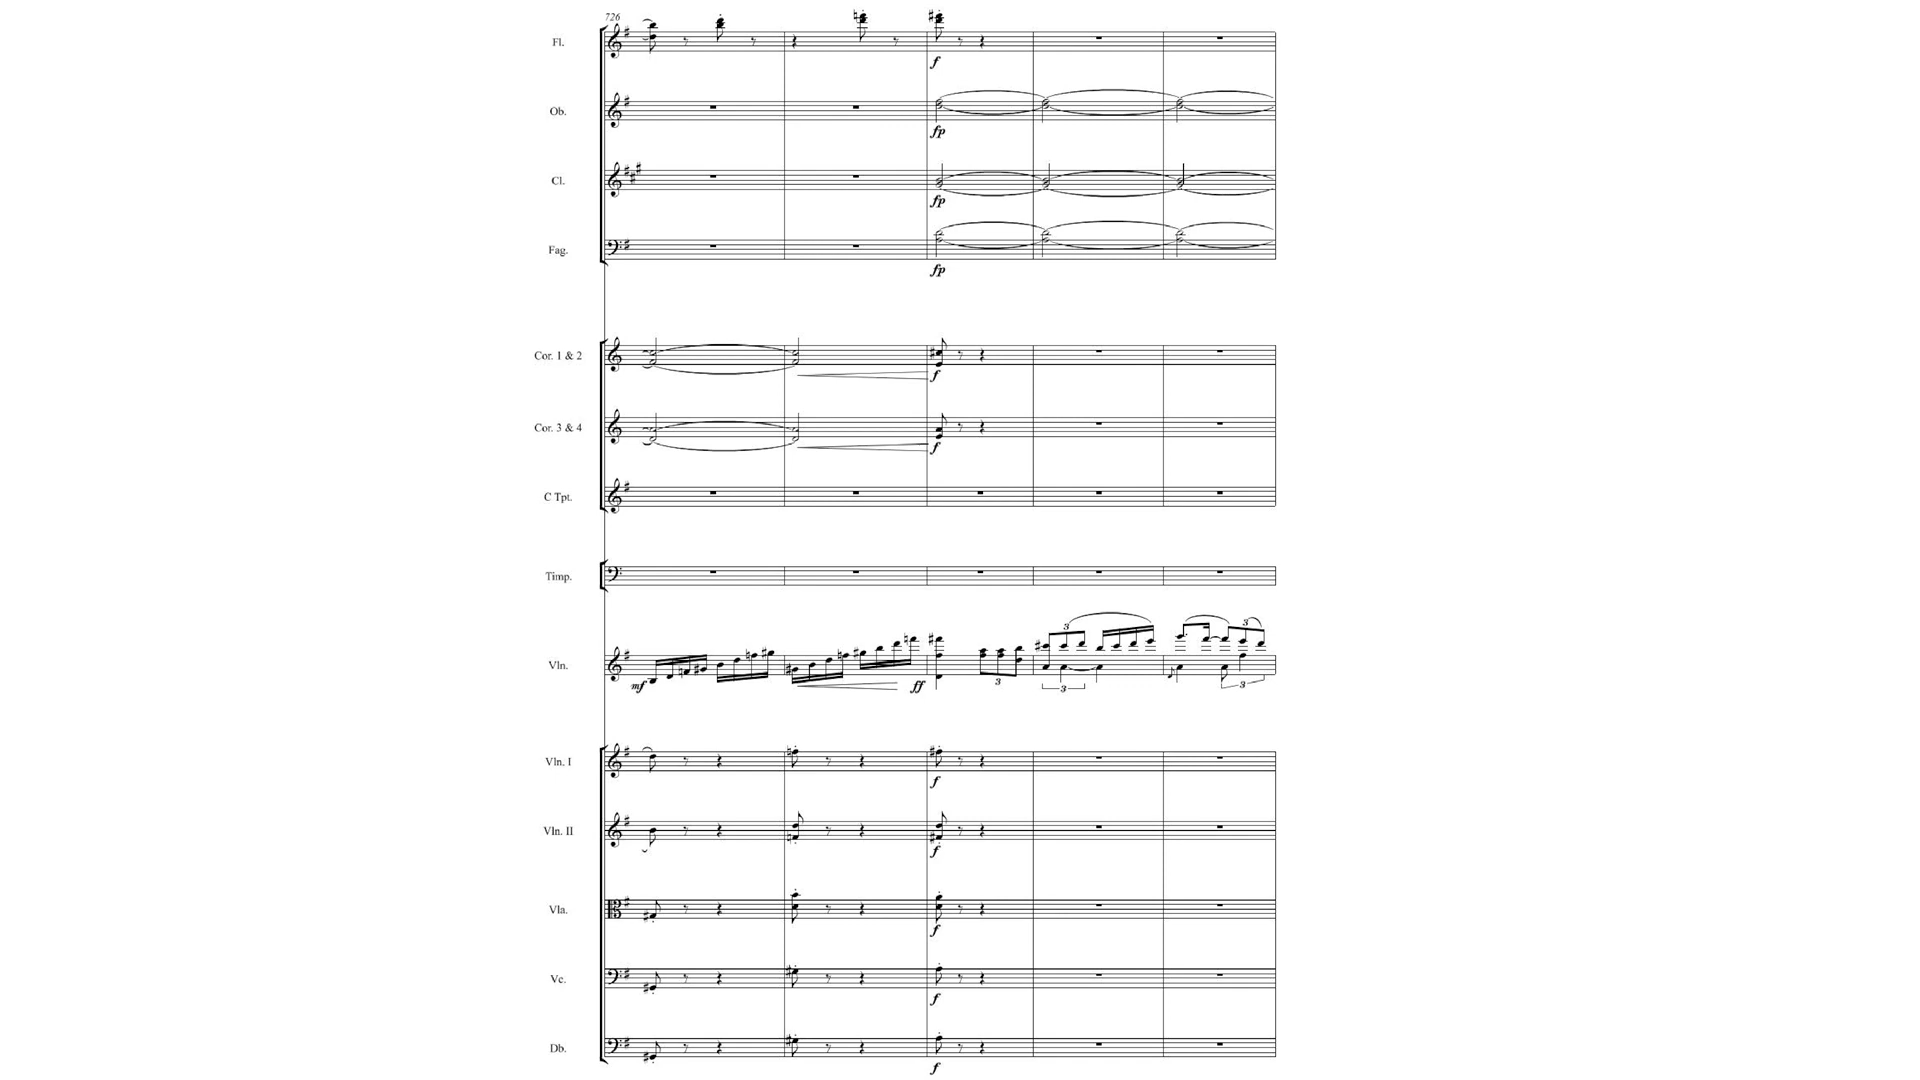 726
Fl.
f
Ob.
fp
Cl.
fp
Fag.
fp
Cor. 1 & 2
f
Cor. 3 & 4
f
C Tpt.
Timp.
Vln.
mf
ff
3
3
3
3
3
Vln. I
f
Vln. II
f
Vla.
f
Vc.
f
Db.
f